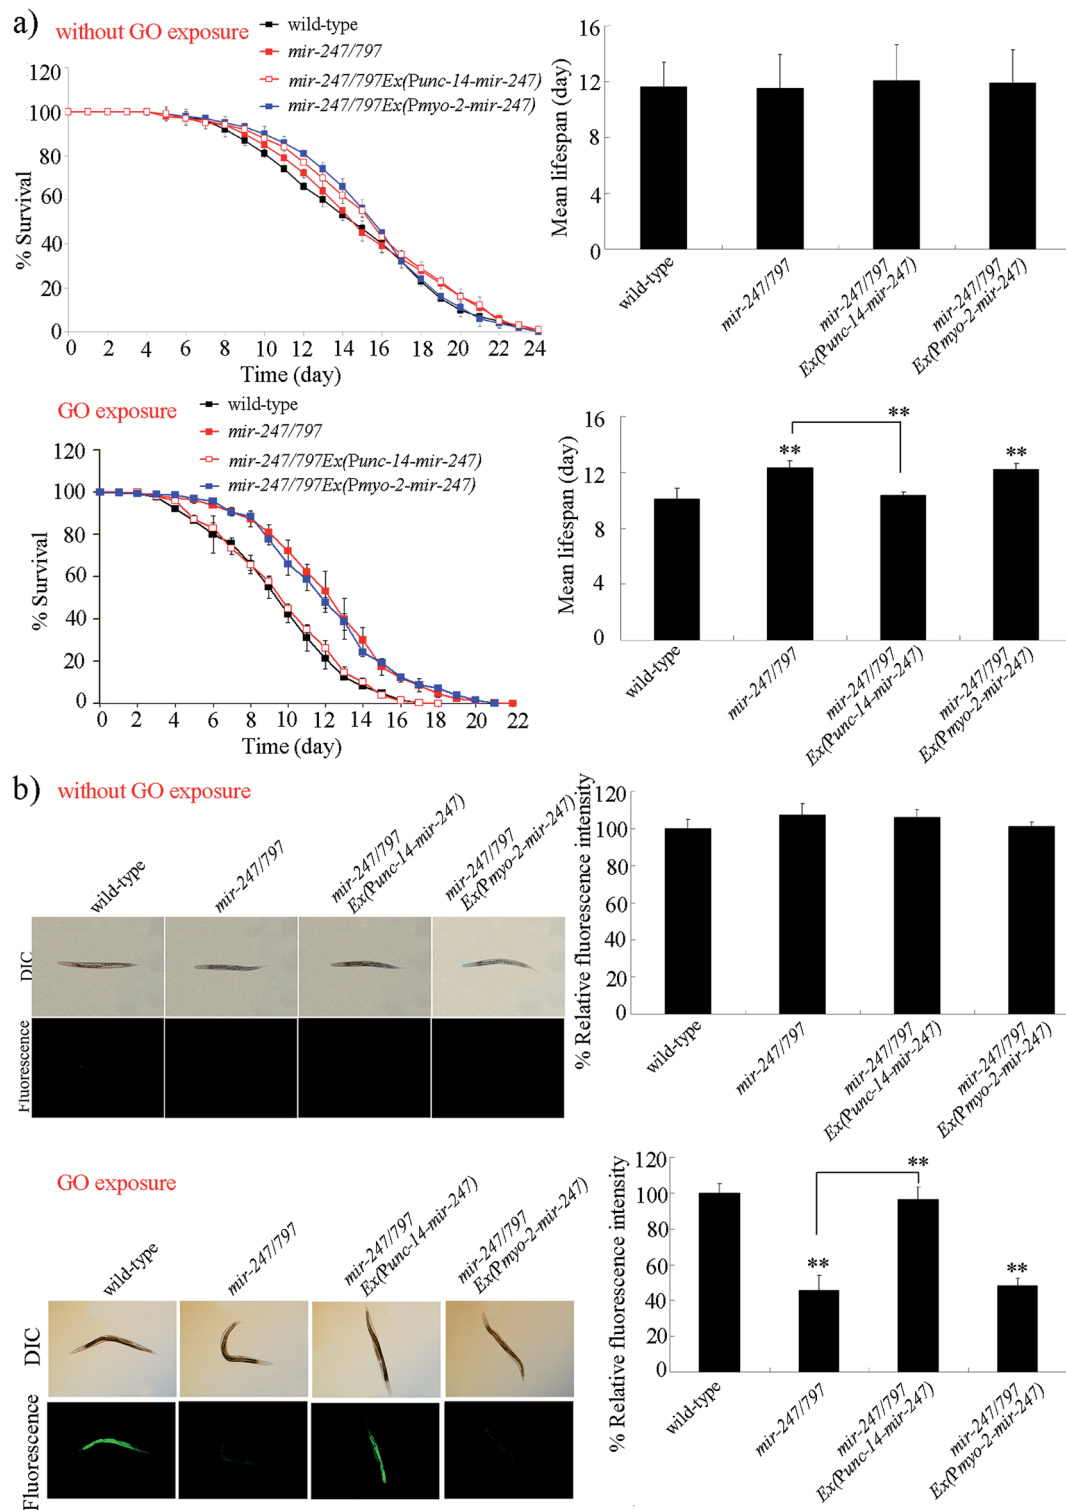 a)
without GO exposure
wild-type
mir-247/797
mir-247/797Ex(Punc-14-mir-247)
mir-247/797Ex(Pmyo-2-mir-247)
% Survival
120
100
80
60
40
20
0
0 2 4 6 8 10 12 14 16 18 20 22 24
Time (day)
Mean lifespan (day)
16
12
8
4
0
wild-type
mir-247/797
mir-247/797
Ex(Punc-14-mir-247)
mir-247/797
Ex(Pmyo-2-mir-247)
GO exposure
wild-type
mir-247/797
mir-247/797Ex(Punc-14-mir-247)
mir-247/797Ex(Pmyo-2-mir-247)
% Survival
120
100
80
60
40
20
0
0 2 4 6 8 10 12 14 16 18 20 22
Time (day)
Mean lifespan (day)
16
12
8
4
0
**
**
**
wild-type
mir-247/797
mir-247/797
Ex(Punc-14-mir-247)
mir-247/797
Ex(Pmyo-2-mir-247)
b)
without GO exposure
wild-type
mir-247/797
mir-247/797
Ex(Punc-14-mir-247)
mir-247/797
Ex(Pmyo-2-mir-247)
DIC
Fluorescence
% Relative fluorescence intensity
120
100
80
60
40
20
0
wild-type
mir-247/797
mir-247/797
Ex(Punc-14-mir-247)
mir-247/797
Ex(Pmyo-2-mir-247)
GO exposure
wild-type
mir-247/797
mir-247/797
Ex(Punc-14-mir-247)
mir-247/797
Ex(Pmyo-2-mir-247)
DIC
Fluorescence
% Relative fluorescence intensity
120
100
80
60
40
20
0
**
**
**
wild-type
mir-247/797
mir-247/797
Ex(Punc-14-mir-247)
mir-247/797
Ex(Pmyo-2-mir-247)